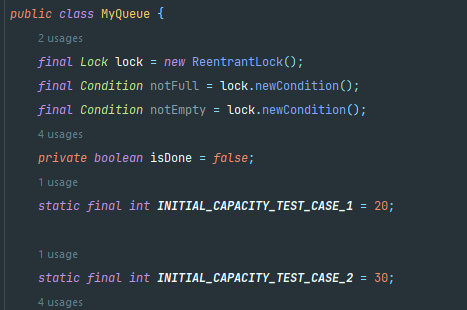 public class MyQueue {
2 usages
final Lock lock = new ReentrantLock();
final Condition notFull = lock.newCondition();
final Condition notEmpty = lock.newCondition();
4 usages
private boolean isDone = false;
1 usage
static final int INITIAL_CAPACITY_TEST_CASE_1 = 20;
1 usage
static final int INITIAL_CAPACITY_TEST_CASE_2 = 30;
4 usages